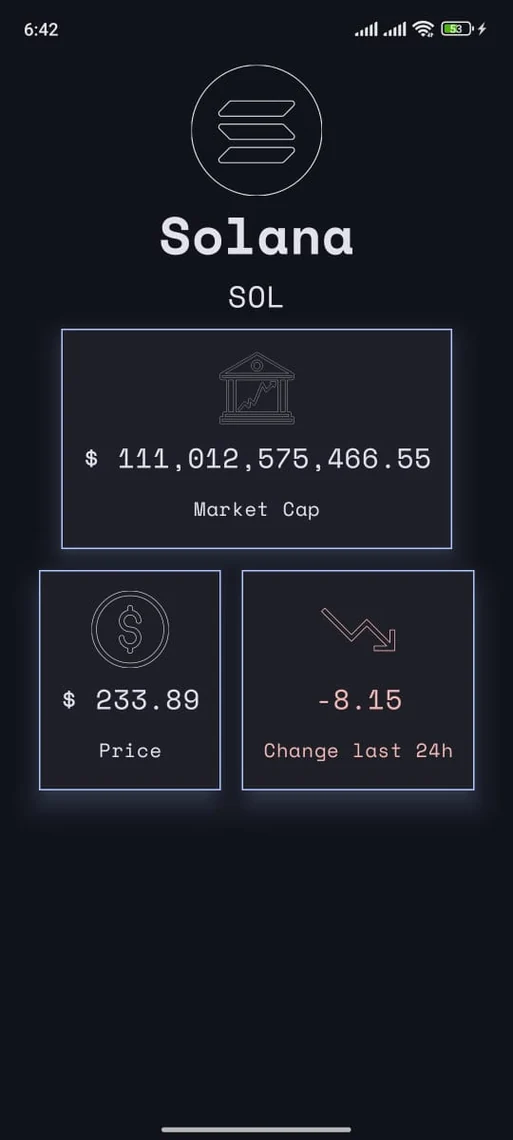 6:42
53
Solana
SOL
$ 111,012,575,466.55
Market Cap
$ 233.89
-8.15
Price
Change last 24h